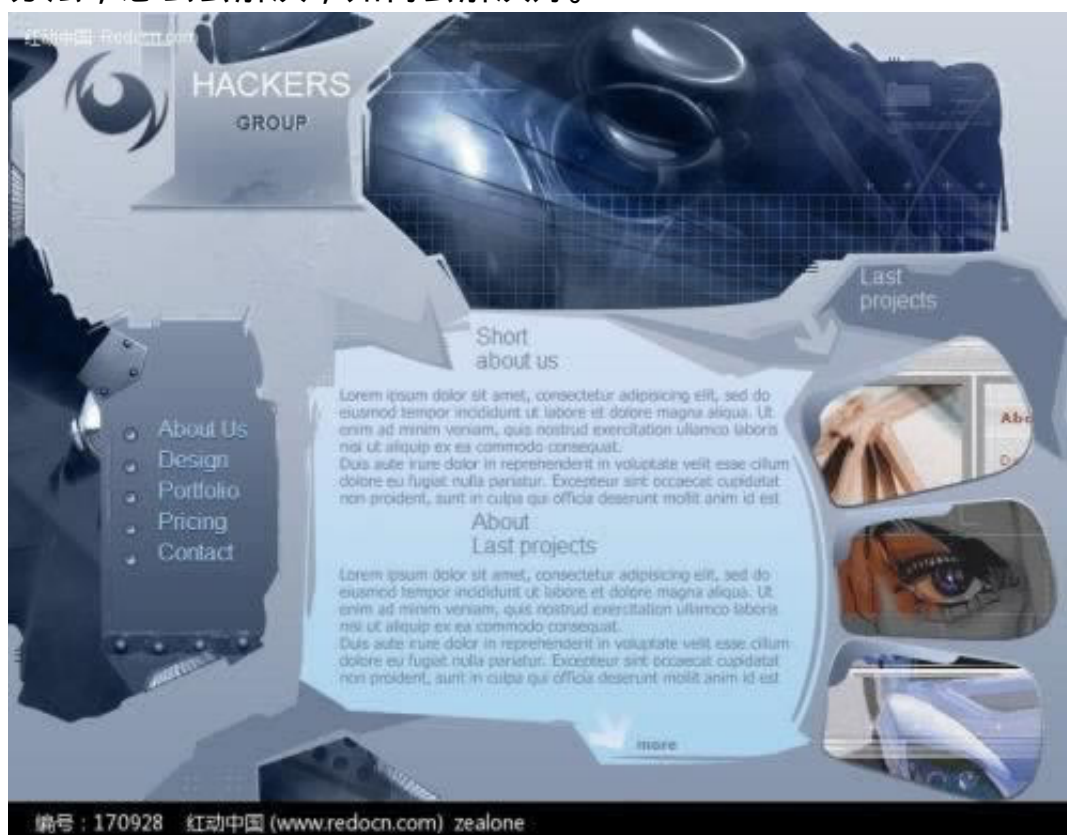 红动中国 Redocn.com
HACKERS
GROUP
Last
projects
Short
about us
Lorem ipsum dolor sit amet, consectetur adipisicing elit, sed do
eiusmod tempor incididunt ut labore et dolore magna aliqua. Ut
enim ad minim veniam, quis nostrud exercitation ullamco laboris
nisi ut aliquip ex ea commodo consequat.
Duis aute irure dolor in reprehenderit in voluptate velit esse cillum
dolore eu fugiat nulla pariatur. Excepteur sint occaecat cupidatat
non proident, sunt in culpa qui officia deserunt mollit anim id est
About Us
Design
Portfolio
Pricing
Contact
About
Last projects
Lorem ipsum dolor sit amet, consectetur adipisicing elit, sed do
eiusmod tempor incididunt ut labore et dolore magna aliqua. Ut
enim ad minim veniam, quis nostrud exercitation ullamco laboris
nisi ut aliquip ex ea commodo consequat.
Duis aute irure dolor in reprehenderit in voluptate velit esse cillum
dolore eu fugiat nulla pariatur. Excepteur sint occaecat cupidatat
non proident, sunt in culpa qui officia deserunt mollit anim id est
more
编号：170928 红动中国 (www.redocn.com) zealone